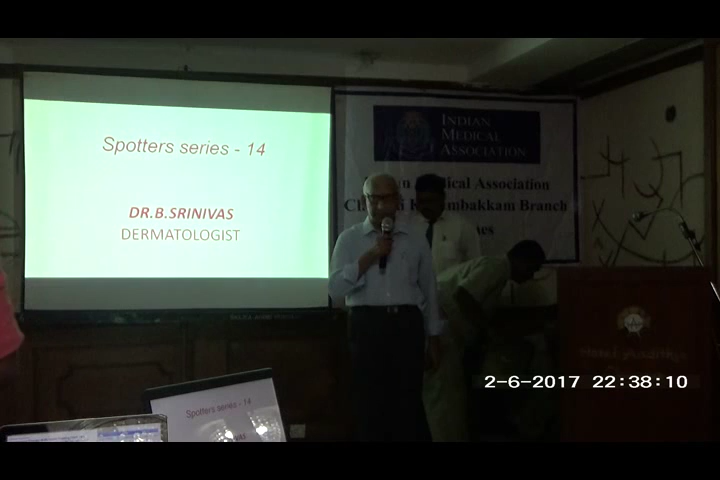 Spotters series - 14
DR.B.SRINIVAS
DERMATOLOGIST
INDIAN
MEDICAL
ASSOCIATION
Medical Association
Branch
Spotters series - 14
2-6-2017 22:38:10